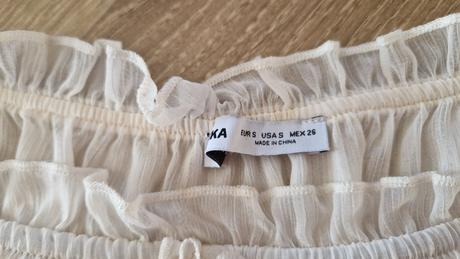 EUR S USA S MEX 26
MADE IN CHINA